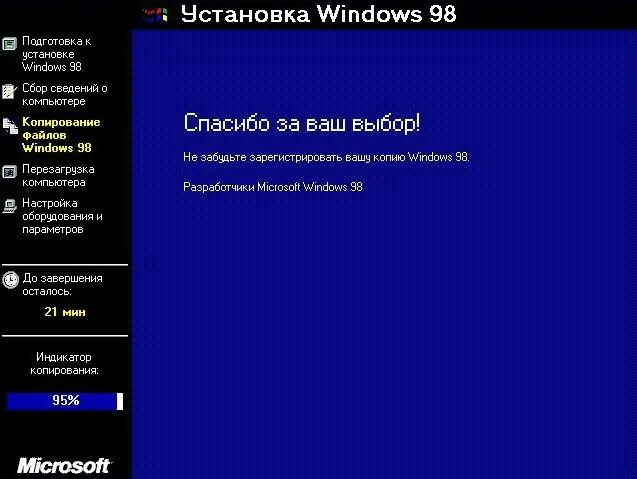 Установка Windows 98
Подготовка к
установке
Windows 98
Сбор сведений о
компьютере
Копирование
файлов
Windows 98
Перезагрузка
компьютера
Настройка
оборудования и
параметров
До завершения
осталось:
21 мин
Индикатор
копирования:
95%
Microsoft
Спасибо за ваш выбор!
Не забудьте зарегистрировать вашу копию Windows 98.
Разработчики Microsoft Windows 98